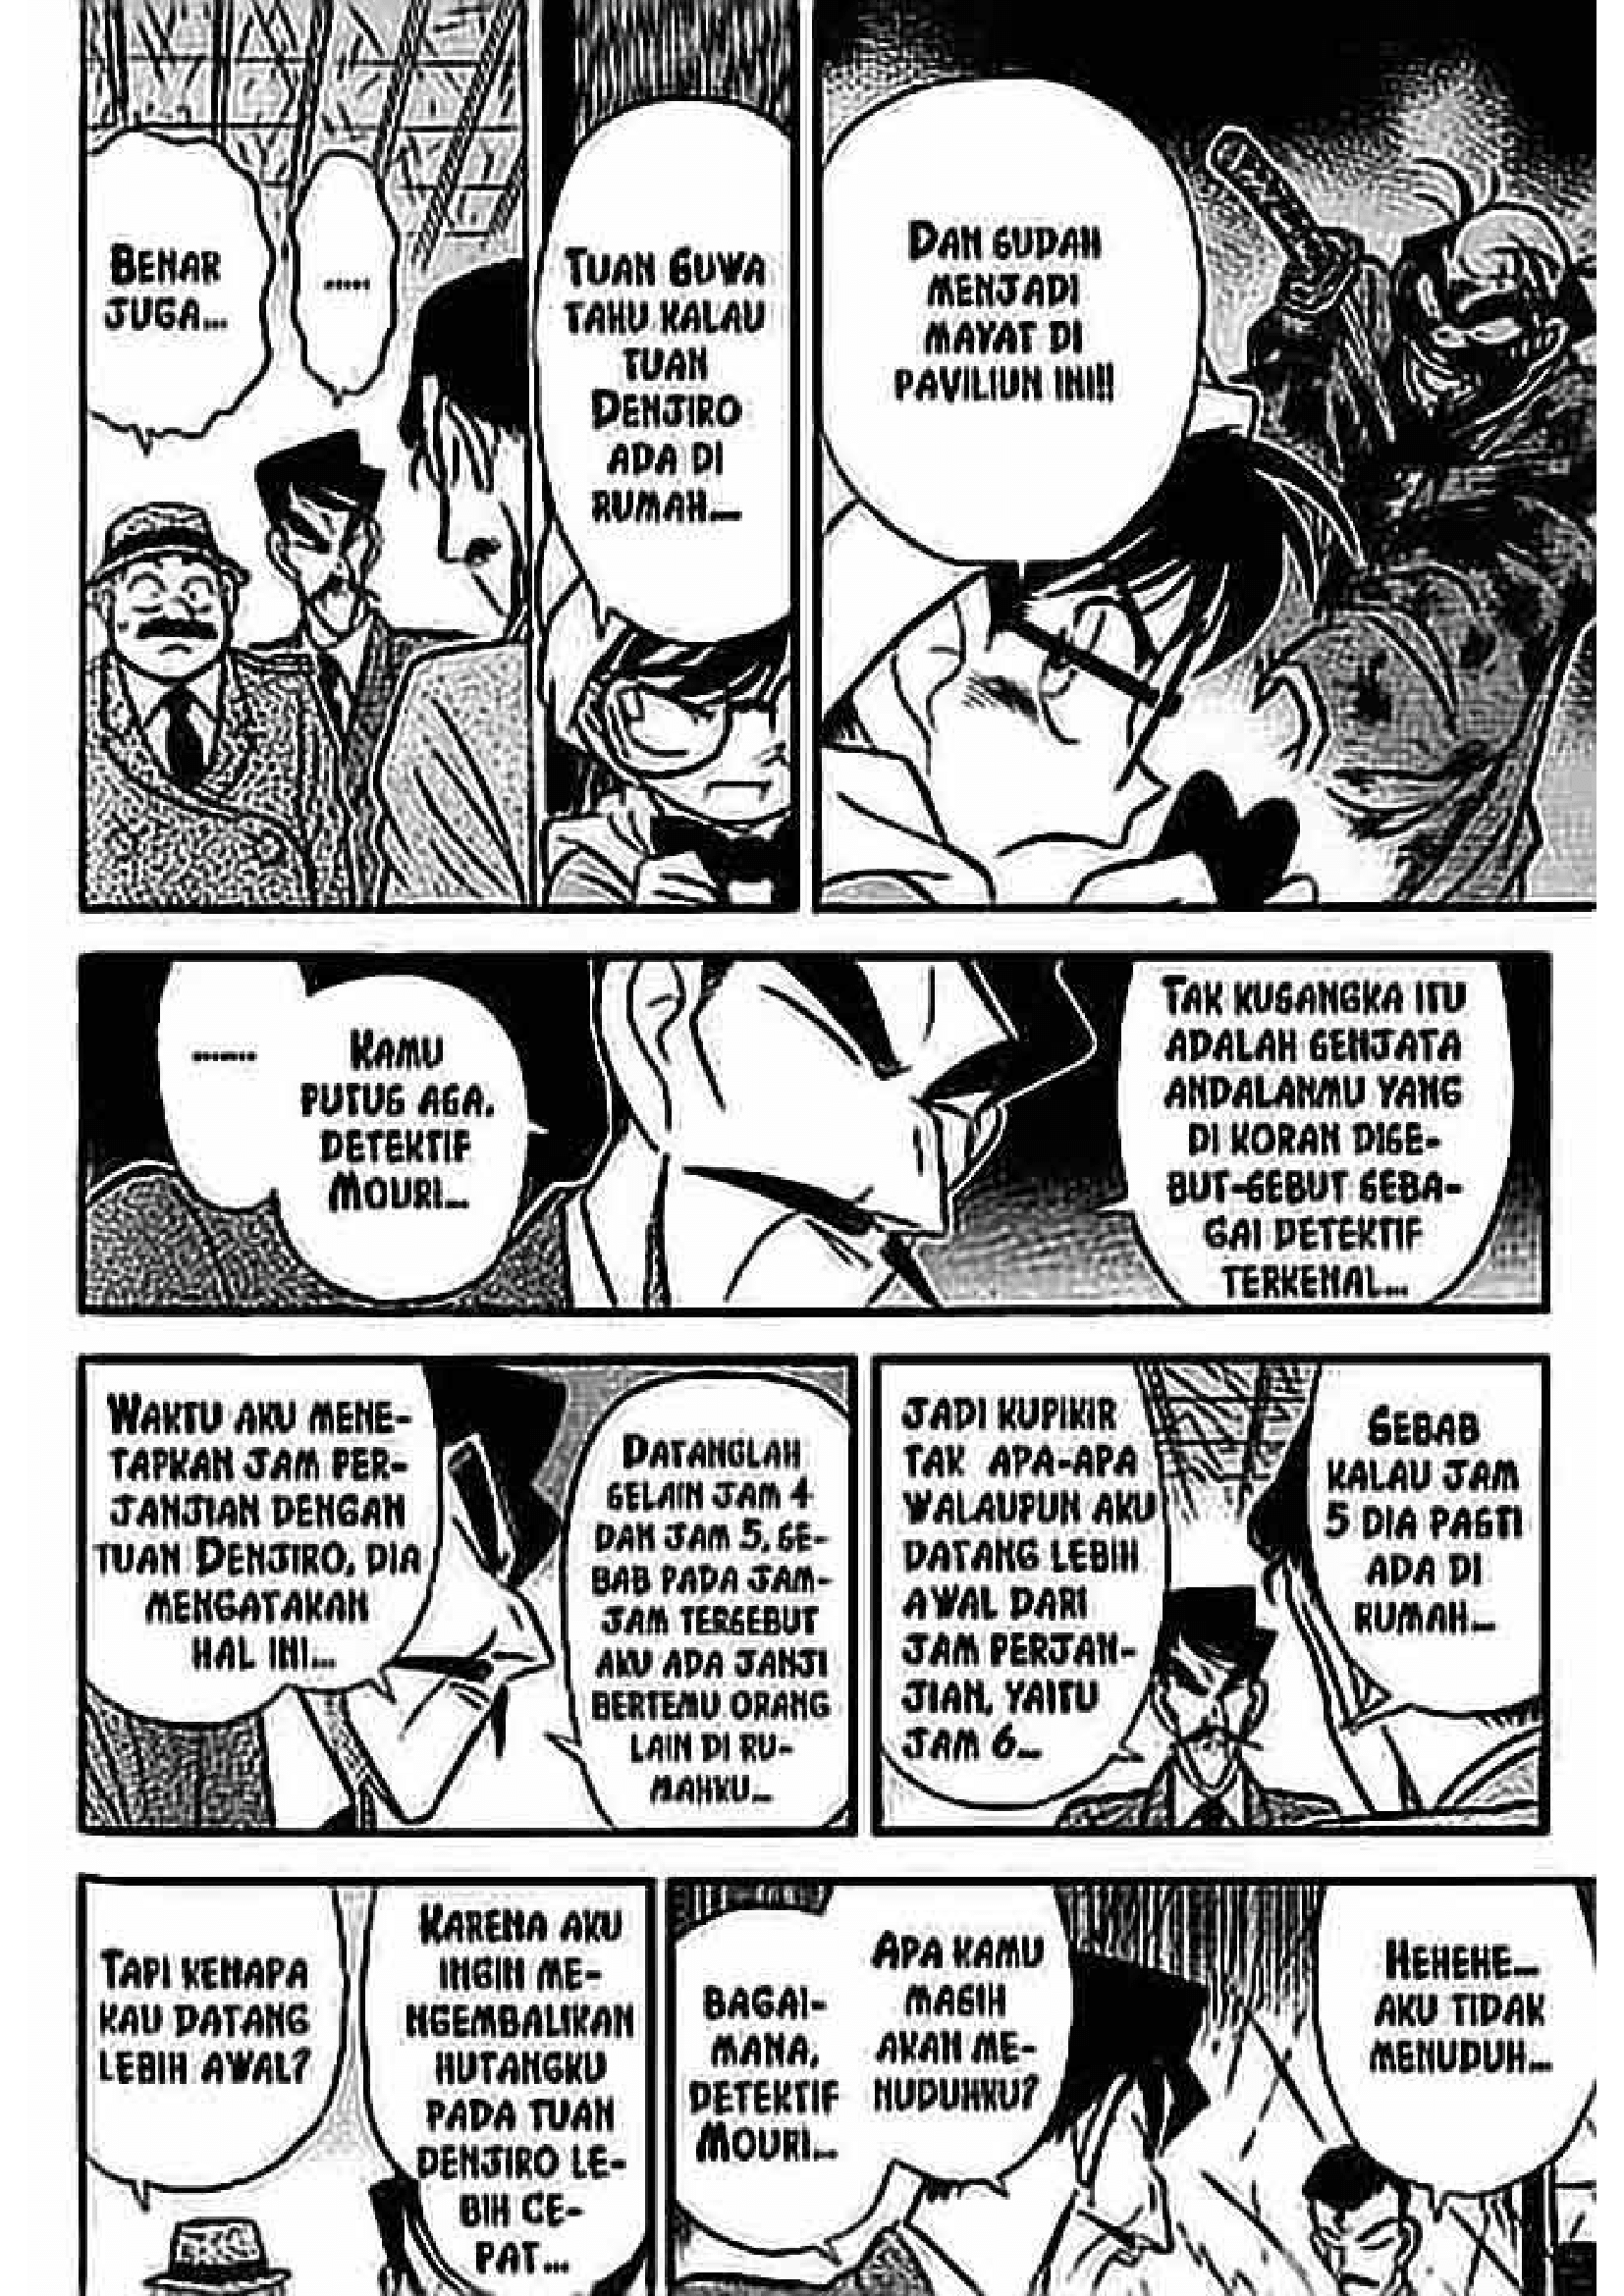 DAN SUDAH
MENJADI
MAYAT DI
PAVILIUN INI!!
TUAN SUWA
TAHU KALAU
TUAN
DENJIRO
ADA DI
RUMAH...
.....
BENAR
JUGA...
TAK KUSANGKA ITU
ADALAH SENJATA
ANDALANMU YANG
DI KORAN DISE-
BUT-SEBUT SEBA-
GAI DETEKTIF
TERKENAL...
KAMU
PUTUS ASA,
DETEKTIF
MOURI...
.......
SEBAB
KALAU JAM
5 DIA PASTI
ADA DI
RUMAH...
JADI KUPIKIR
TAK APA-APA
WALAUPUN AKU
DATANG LEBIH
AWAL DARI
JAM PERJAN-
JIAN, YAITU
JAM 6...
DATANGLAH
SELAIN JAM 4
DAN JAM 5, SE-
BAB PADA JAM-
JAM TERSEBUT
AKU ADA JANJI
BERTEMU ORANG
LAIN DI RU-
MAHKU...
WAKTU AKU MENE-
TAPKAN JAM PER-
JANJIAN DENGAN
TUAN DENJIRO, DIA
MENGATAKAN
HAL INI...
HEHEHE...
AKU TIDAK
MENUDUH...
APA KAMU
MASIH
AKAN ME-
NUDUHKU?
BAGAI-
MANA,
DETEKTIF
MOURI...
KARENA AKU
INGIN ME-
NGEMBALIKAN
HUTANGKU
PADA TUAN
DENJIRO LE-
BIH CE-
PAT...
TAPI KENAPA
KAU DATANG
LEBIH AWAL?